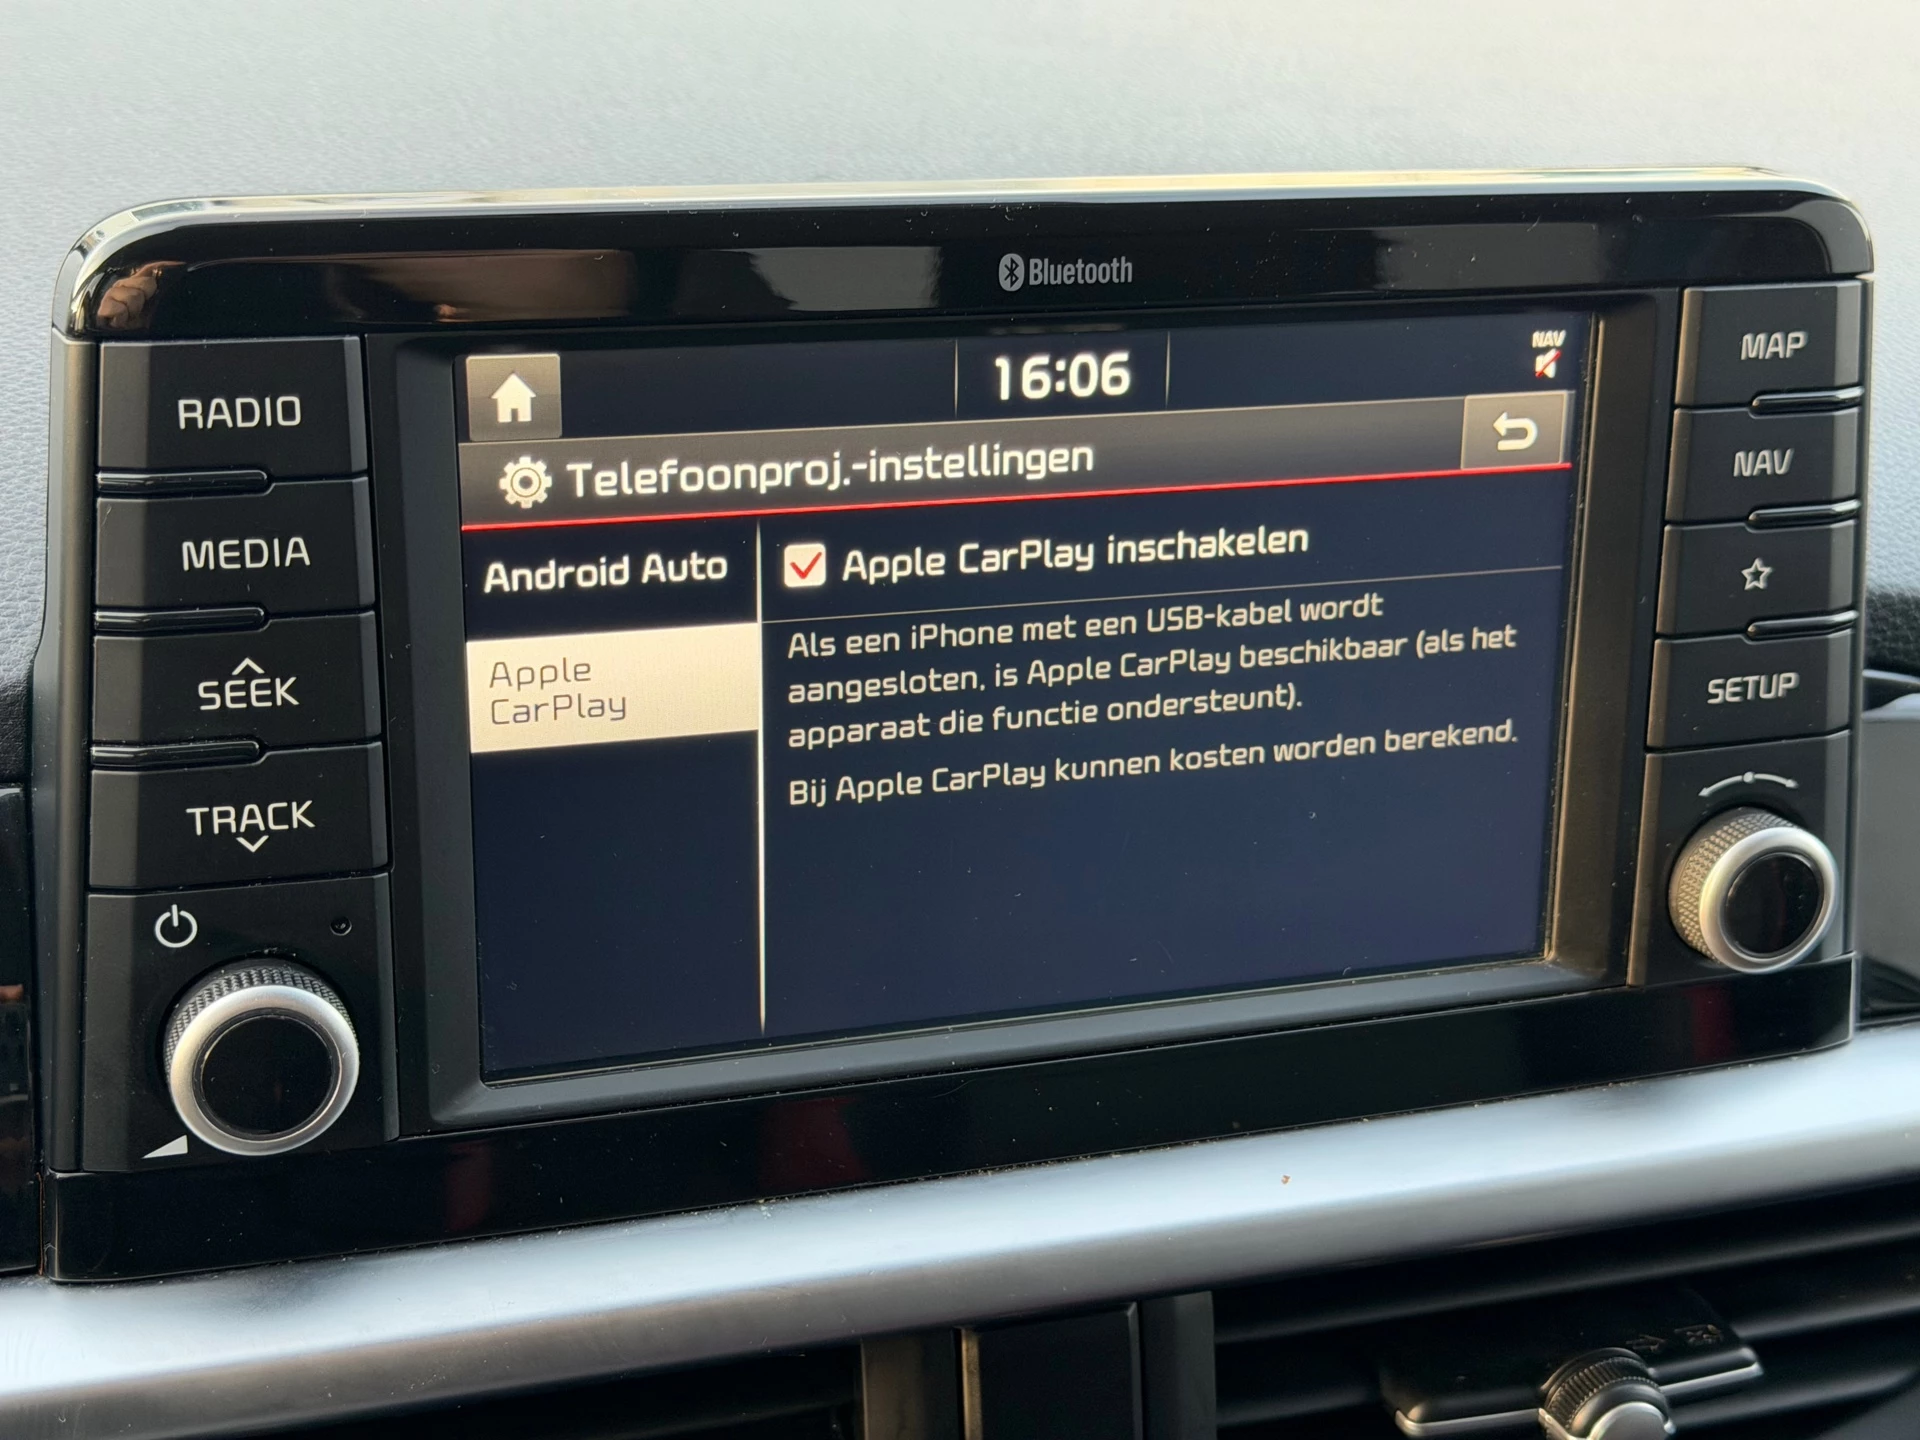 Bluetooth
RADIO
MEDIA
SEEK
TRACK
16:06
NAV
Telefoonproj.-instellingen
Android Auto
Apple
CarPlay
Apple CarPlay inschakelen
Als een iPhone met een USB-kabel wordt
aangesloten, is Apple CarPlay beschikbaar (als het
apparaat die functie ondersteunt).
Bij Apple CarPlay kunnen kosten worden berekend.
MAP
NAV
SETUP